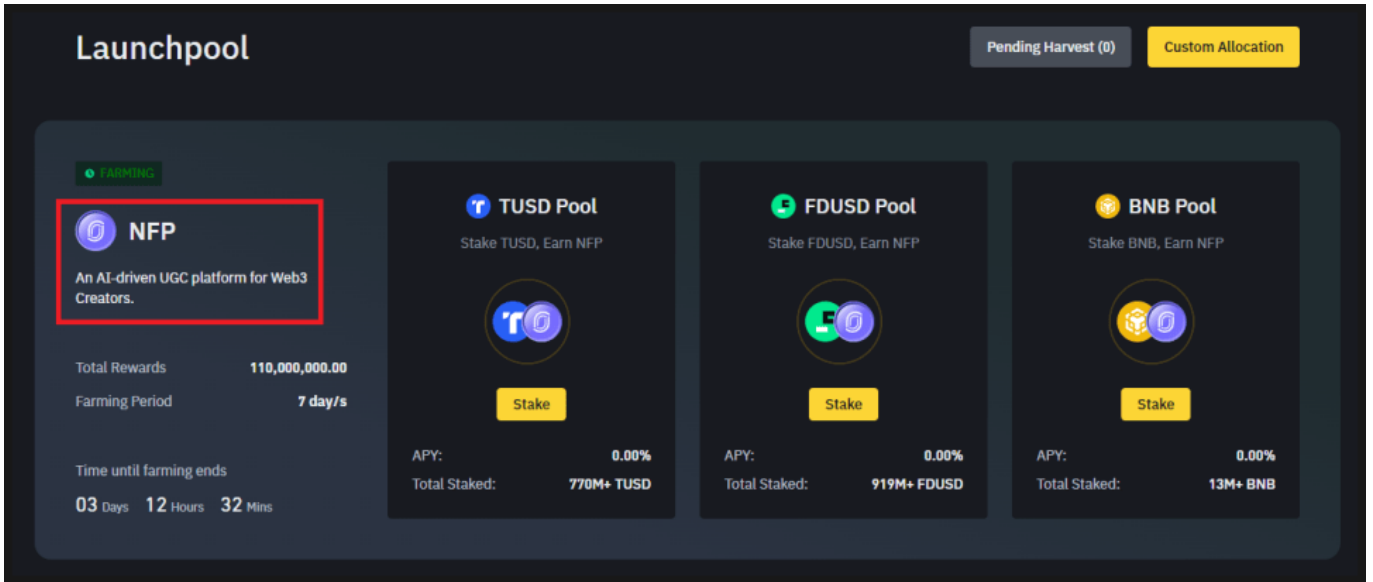 Launchpool
Pending Harvest (0)
Custom Allocation
FARMING
NFP
An AI-driven UGC platform for Web3
Creators.
Total Rewards 110,000,000.00
Farming Period 7 day/s
Time until farming ends
03 Days 12 Hours 32 Mins
TUSD Pool
Stake TUSD, Earn NFP
Stake
APY: 0.00%
Total Staked: 770M+ TUSD
FDUSD Pool
Stake FDUSD, Earn NFP
Stake
APY: 0.00%
Total Staked: 919M+ FDUSD
BNB Pool
Stake BNB, Earn NFP
Stake
APY: 0.00%
Total Staked: 13M+ BNB